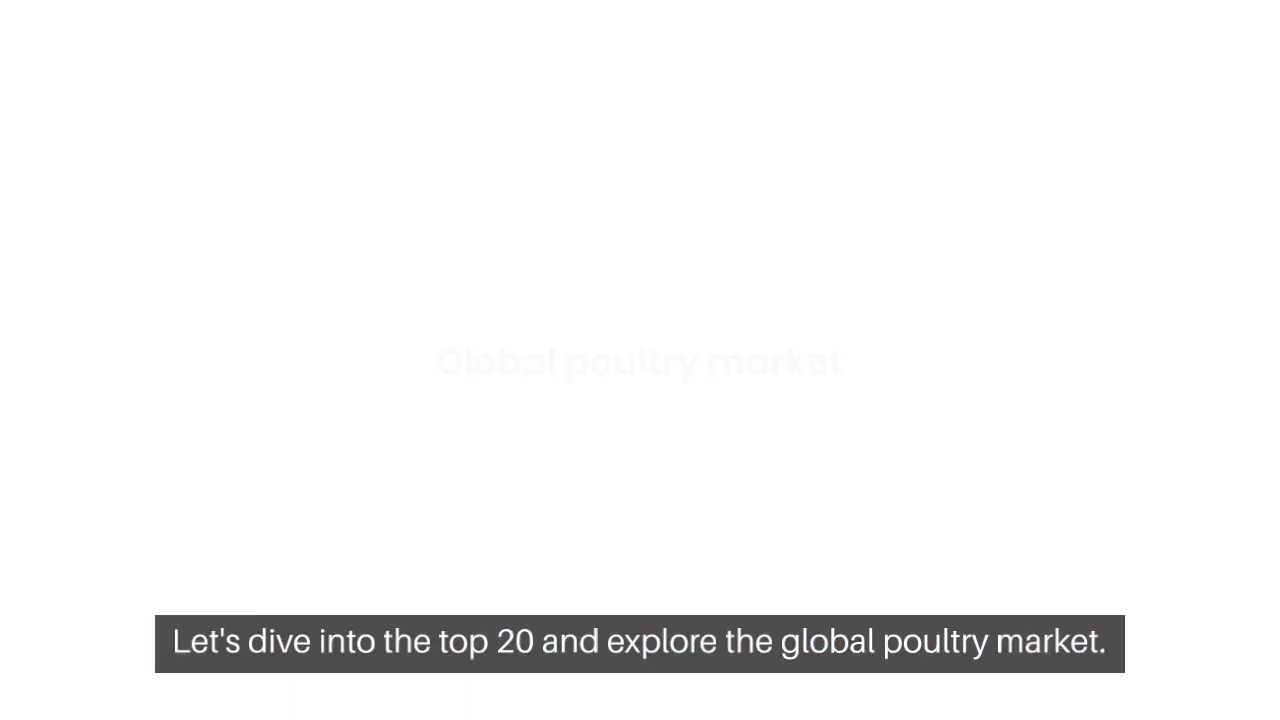 Global poultry market
Let's dive into the top 20 and explore the global poultry market.